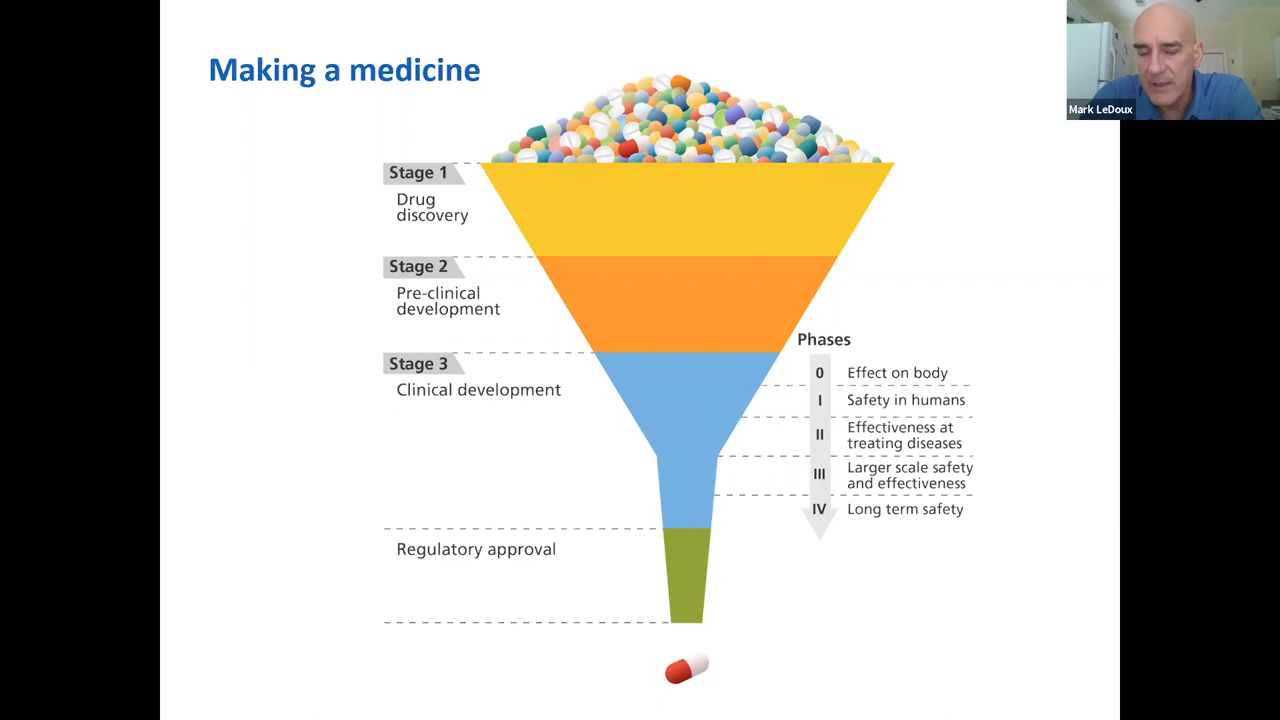 Making a medicine
Mark LeDoux
Stage 1
Drug
discovery
Stage 2
Pre-clinical
development
Stage 3
Clinical development
Phases
0 Effect on body
I Safety in humans
II Effectiveness at
treating diseases
III Larger scale safety
and effectiveness
IV Long term safety
Regulatory approval